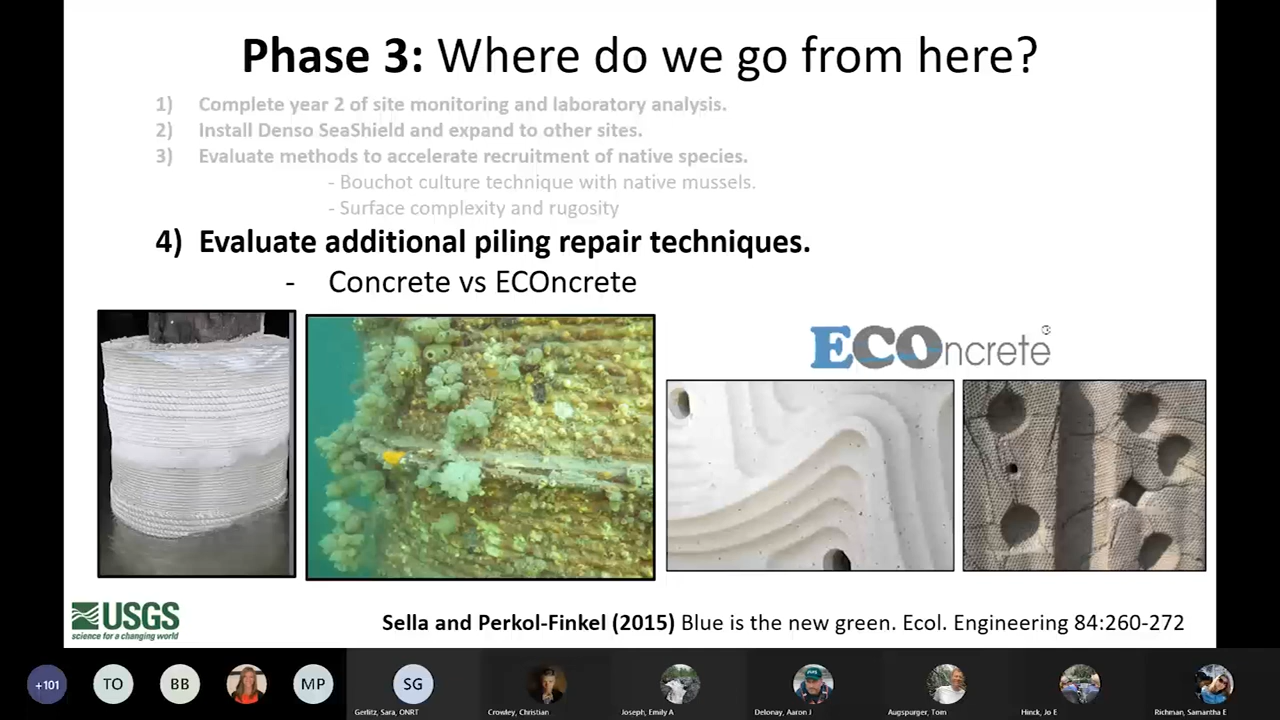 Phase 3: Where do we go from here?
1) Complete year 2 of site monitoring and laboratory analysis.
2) Install Denso SeaShield and expand to other sites.
3) Evaluate methods to accelerate recruitment of native species.
- Bouchot culture technique with native mussels.
- Surface complexity and rugosity
4) Evaluate additional piling repair techniques.
- Concrete vs ECOncrete
ECOncrete
USGS
science for a changing world
Sella and Perkol-Finkel (2015) Blue is the new green. Ecol. Engineering 84:260-272
+101
TO
BB
MP
SG
Gerlitz, Sara, ONRT
Crowley, Christian
Joseph, Emily A
Delonay, Aaron J
Augspurger, Tom
Hinck, Jo E
Richman, Samantha E